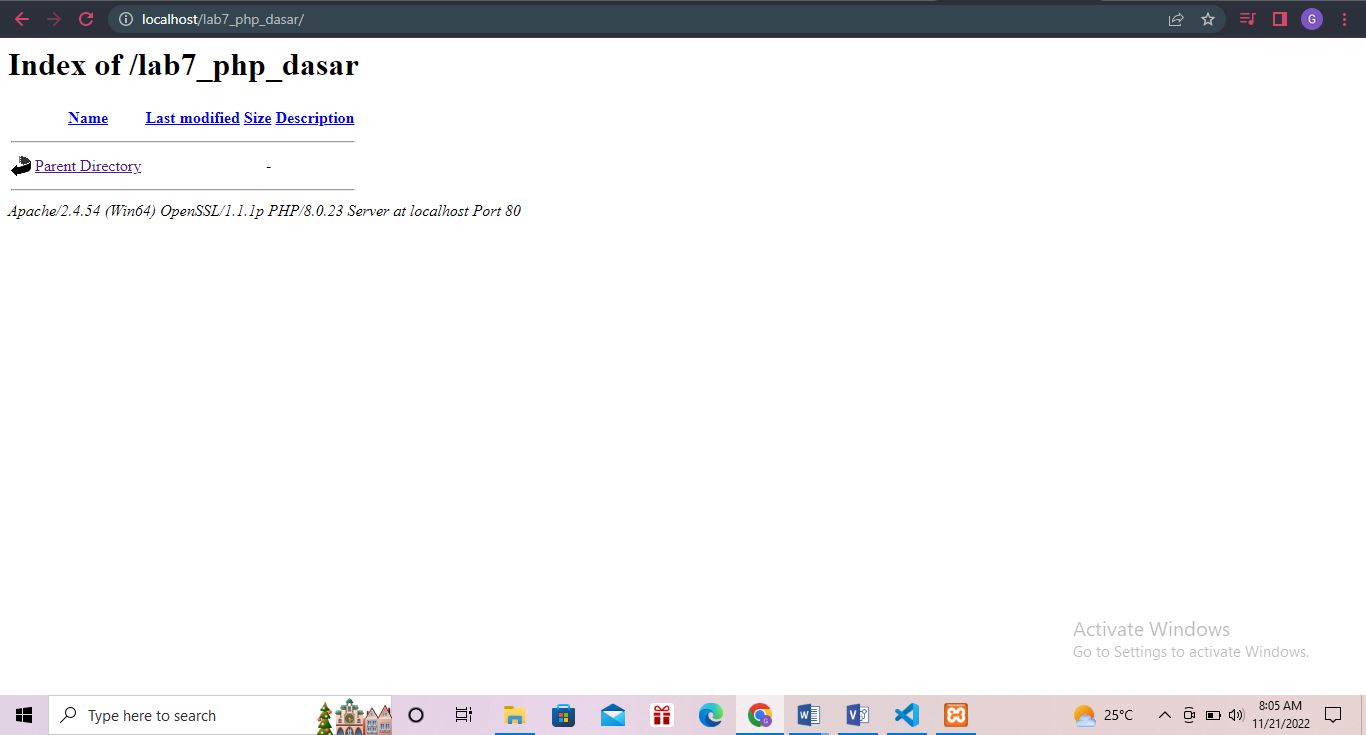 localhost/lab7_php_dasar/
G
Index of /lab7_php_dasar
Name Last modified Size Description
Parent Directory -
Apache/2.4.54 (Win64) OpenSSL/1.1.1p PHP/8.0.23 Server at localhost Port 80
Activate Windows
Go to Settings to activate Windows.
Type here to search
25°C
8:05 AM
11/21/2022